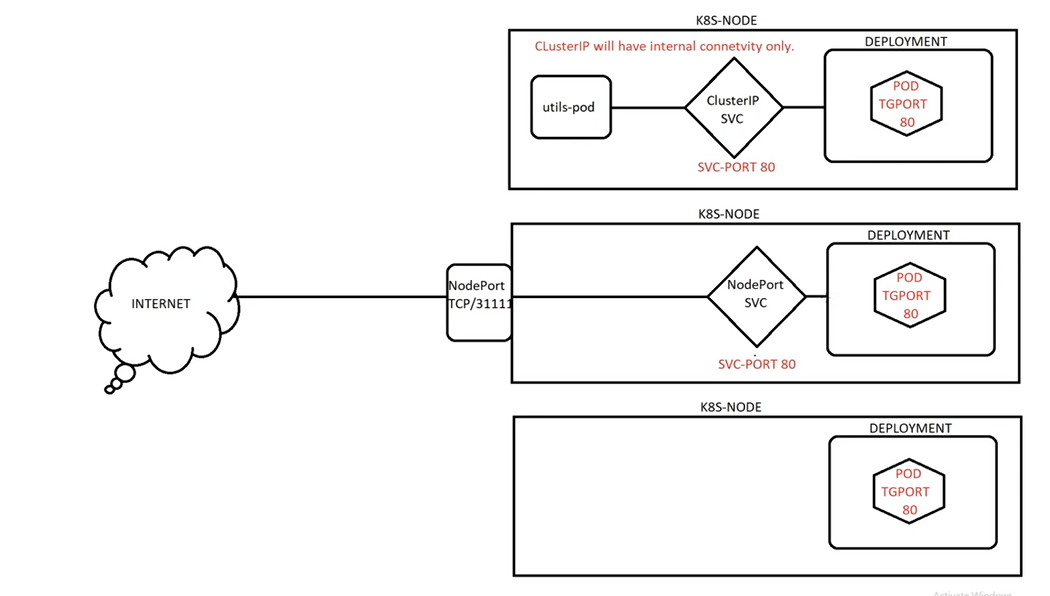 K8S-NODE
CLusterIP will have internal connetvity only.
DEPLOYMENT
utils-pod
ClusterIP
SVC
POD
TGPORT
80
SVC-PORT 80
K8S-NODE
DEPLOYMENT
INTERNET
NodePort
TCP/31111
NodePort
SVC
POD
TGPORT
80
SVC-PORT 80
K8S-NODE
DEPLOYMENT
POD
TGPORT
80
Activate Windows